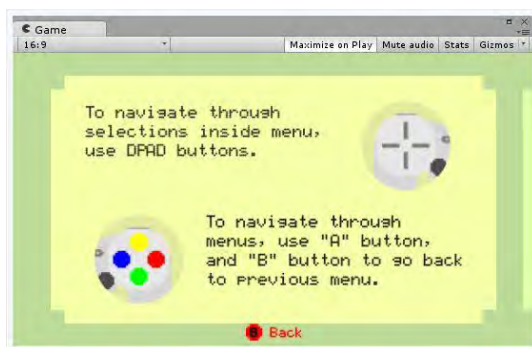 Game
16:9 Maximize on Play Mute audio Stats Gizmos
To navigate through
selections inside menu,
use DPAD buttons.
To navigate through
menus, use "A" button,
and "B" button to go back
to previous menu.
B Back